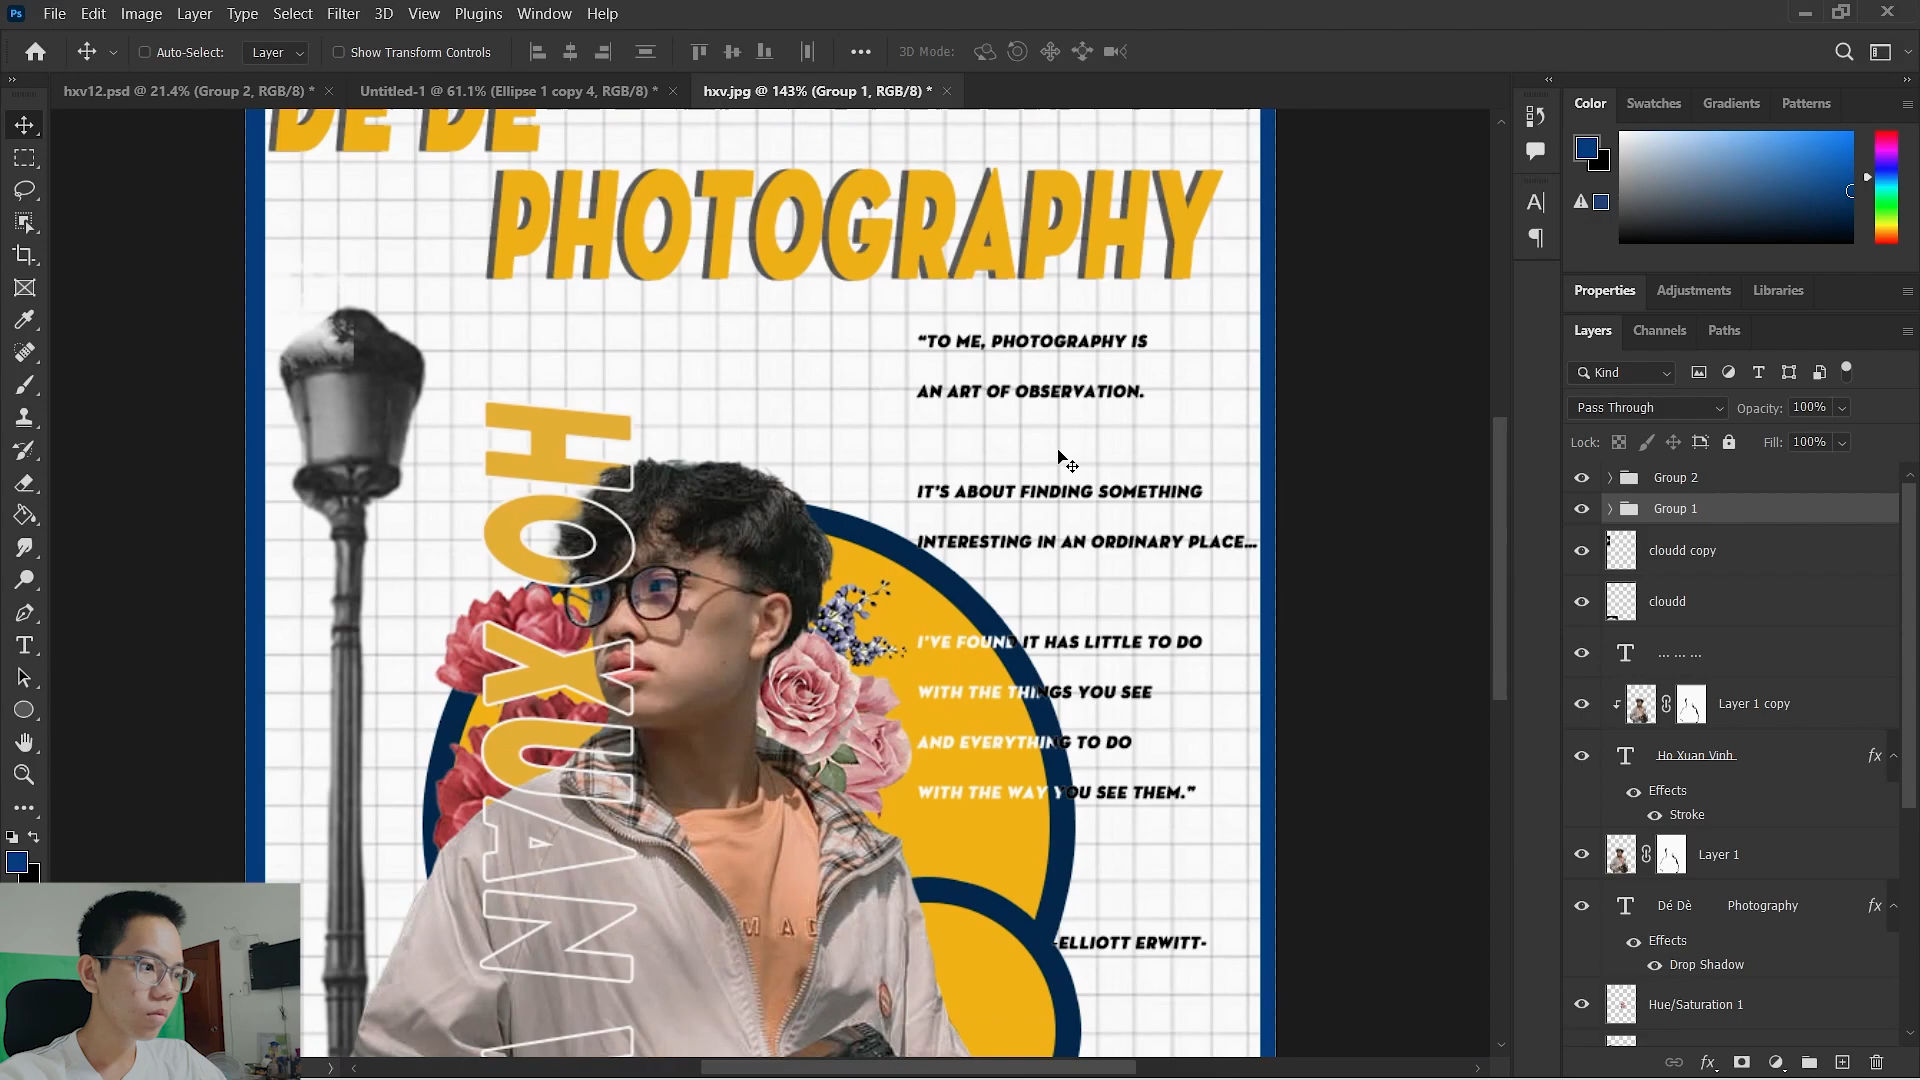 Ps File Edit Image Layer Type Select Filter 3D View Plugins Window Help
Auto-Select: Layer Show Transform Controls 3D Mode:
hxv12.psd @ 21.4% (Group 2, RGB/8) * Untitled-1 @ 61.1% (Ellipse 1 copy 4, RGB/8) * hxv.jpg @ 143% (Group 1, RGB/8) *
Color Swatches Gradients Patterns
Properties Adjustments Libraries
Layers Channels Paths
Kind
Pass Through Opacity: 100%
Lock: Fill: 100%
Group 2
Group 1
cloudd copy
cloudd
... ... ...
Layer 1 copy
Ho Xuan Vinh fx
Effects
Stroke
Layer 1
Dé Dè Photography fx
Effects
Drop Shadow
Hue/Saturation 1
fx
PHOTOGRAPHY
“TO ME, PHOTOGRAPHY IS
AN ART OF OBSERVATION.
IT’S ABOUT FINDING SOMETHING
INTERESTING IN AN ORDINARY PLACE...
I’VE FOUND IT HAS LITTLE TO DO
WITH THE THINGS YOU SEE
AND EVERYTHING TO DO
WITH THE WAY YOU SEE THEM.”
-ELLIOTT ERWITT-
HO XUAN